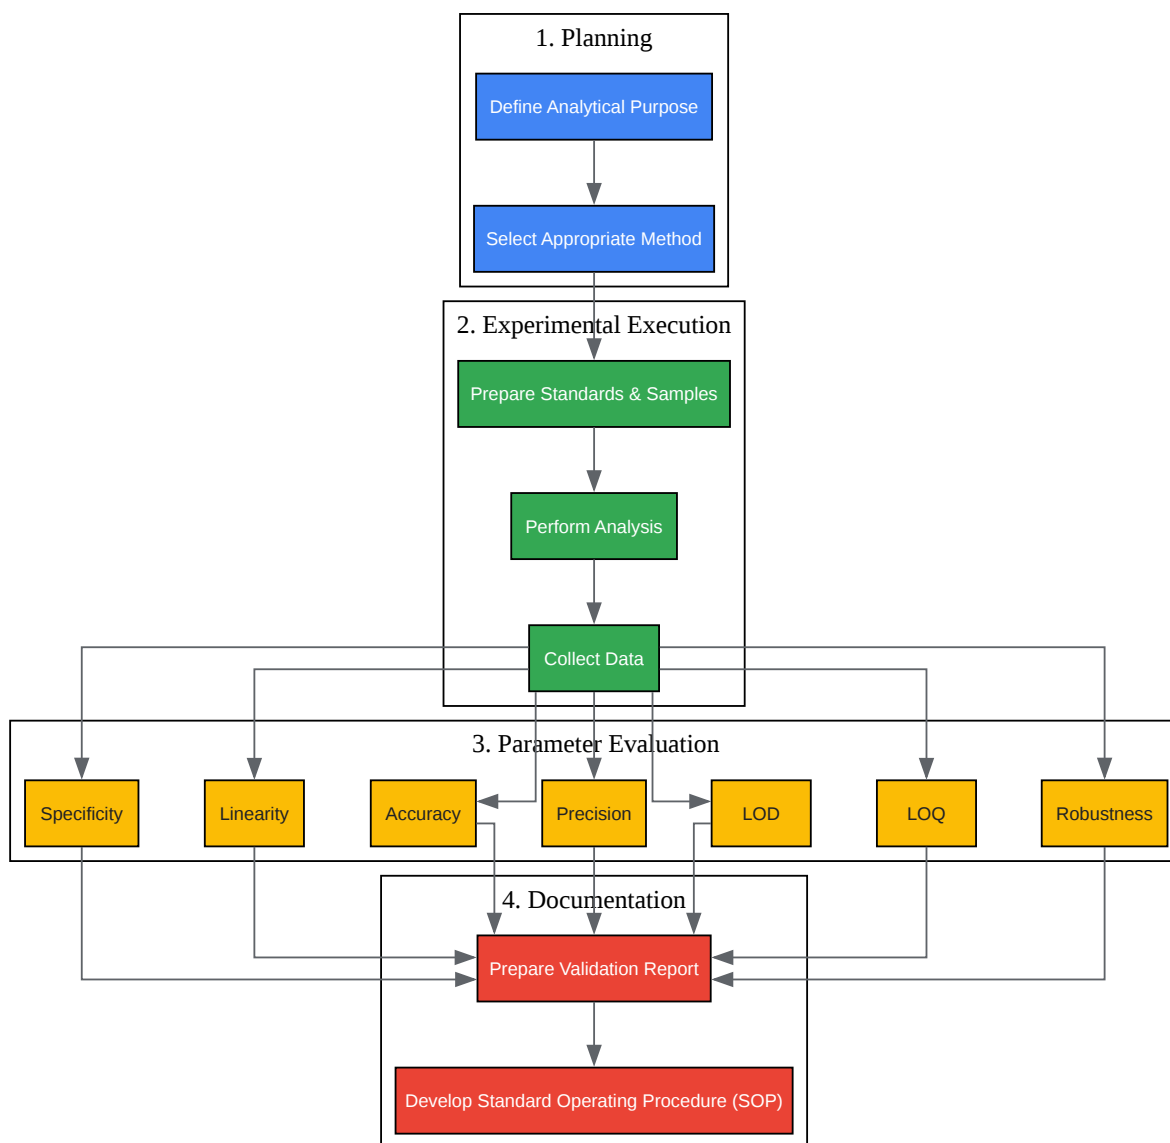 1. Planning
Define Analytical Purpose
Select Appropriate Method
2. Experimental Execution
Prepare Standards & Samples
Perform Analysis
Collect Data
3. Parameter Evaluation
Specificity
Linearity
Accuracy
Precision
LOD
LOQ
Robustness
4. Documentation
Prepare Validation Report
Develop Standard Operating Procedure (SOP)